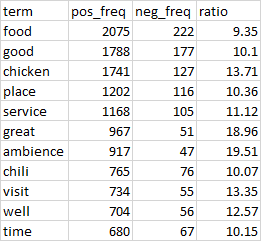 term pos_freq neg_freq ratio
food 2075 222 9.35
good 1788 177 10.1
chicken 1741 127 13.71
place 1202 116 10.36
service 1168 105 11.12
great 967 51 18.96
ambience 917 47 19.51
chili 765 76 10.07
visit 734 55 13.35
well 704 56 12.57
time 680 67 10.15